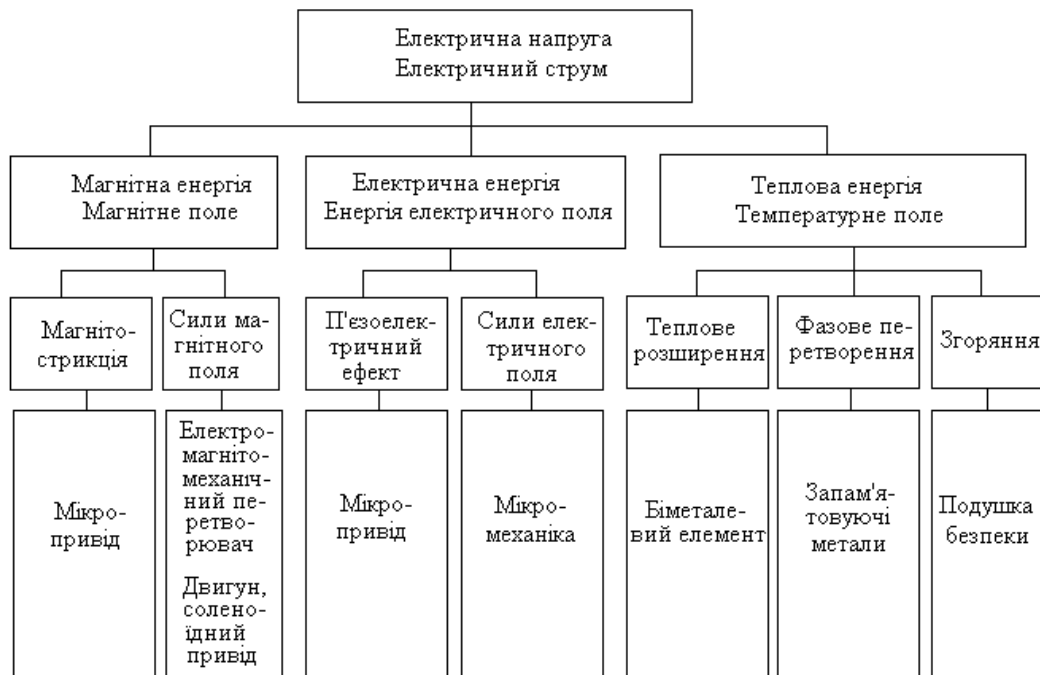 Електрична напруга
Електричний струм
Магнітна енергія
Магнітне поле
Електрична енергія
Енергія електричного поля
Теплова енергія
Температурне поле
Магніто-
стрикція
Сили ма-
гнітного
поля
П'єзоелек-
тричний
ефект
Сили елек-
тричного
поля
Теплове
розширення
Фазове пе-
ретворення
Згоряння
Мікро-
привід
Електро-
магніто-
механіч-
ний пе-
ретво-
рювач
Двигун,
солено-
їдний
привід
Мікро-
привід
Мікро-
механіка
Біметале-
вий елемент
Запам'я-
товуючі
метали
Подушка
безпеки